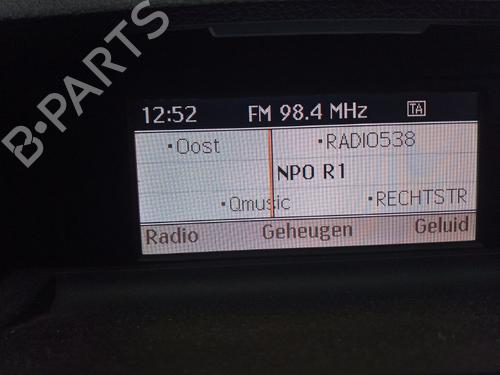 B-PARTS
12:52 FM 98.4 MHz TA
•Oost •RADIO538
NPO R1
•Qmusic •RECHTSTR
Radio Geheugen Geluid